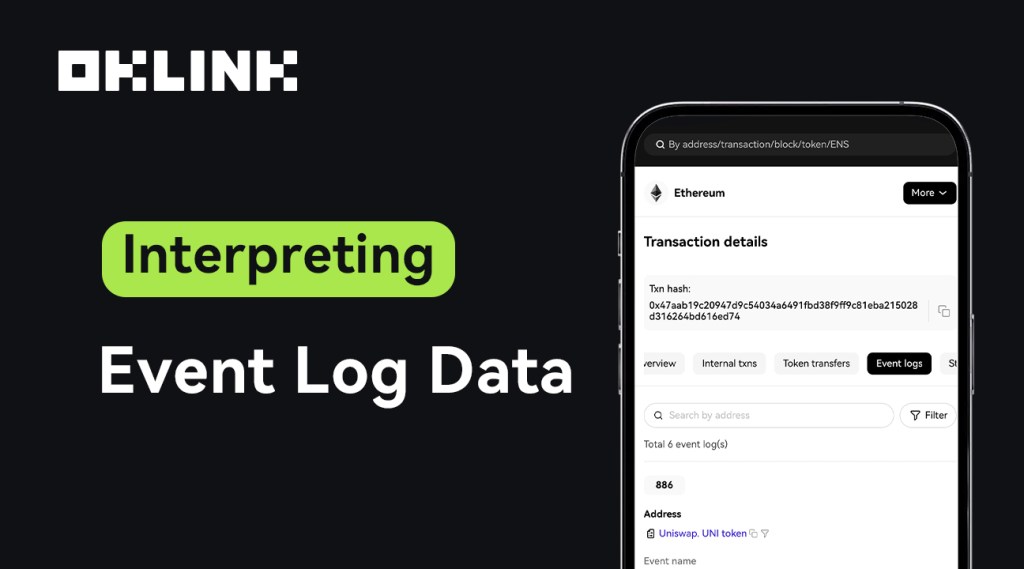 OKLINK
Interpreting
Event Log Data
By address/transaction/block/token/ENS
Ethereum
More
Transaction details
Txn hash:
0x47aab19c20947d9c54034a6491fbd38f9ff9c81eba215028
d316264bd616ed74
verview
Internal txns
Token transfers
Event logs
St
Search by address
Filter
Total 6 event log(s)
886
Address
Uniswap. UNI token
Event name